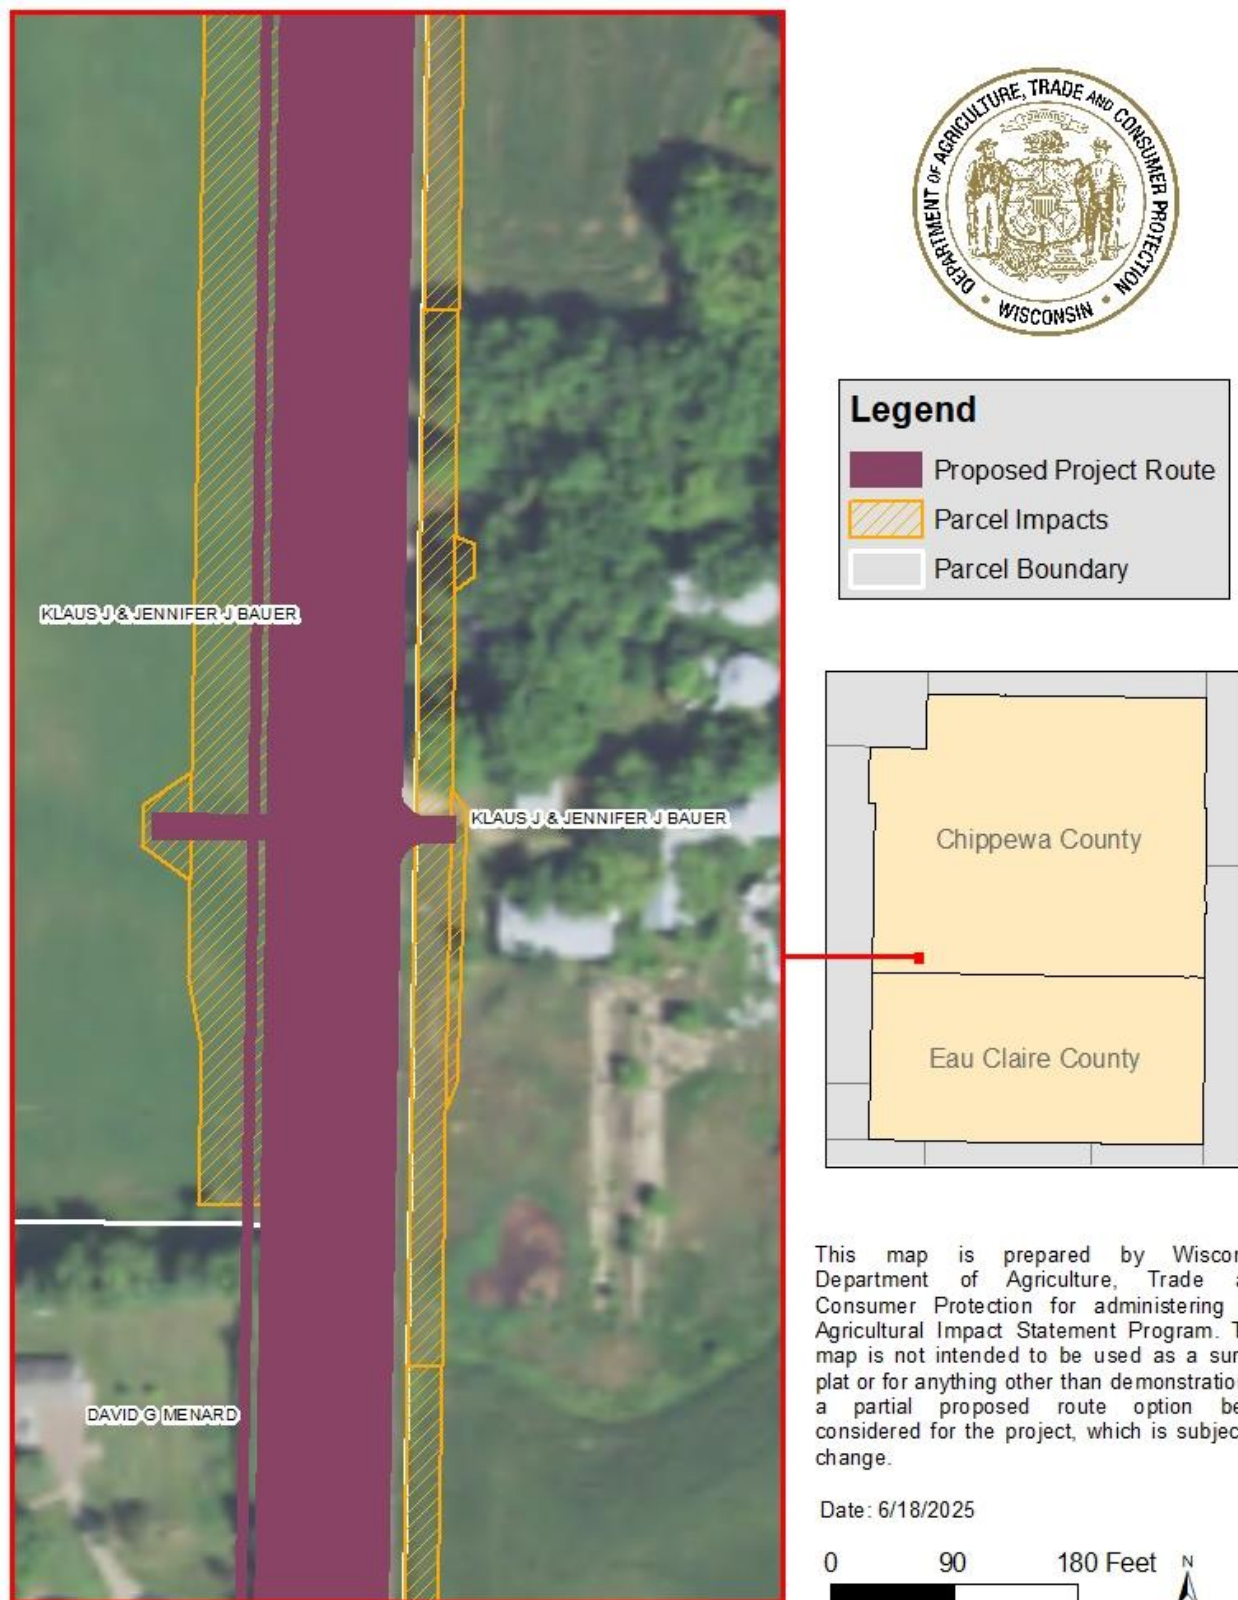 KLAUS J & JENNIFER J BAUER
KLAUS J & JENNIFER J BAUER
DAVID G MENARD
DEPARTMENT OF AGRICULTURE, TRADE AND CONSUMER PROTECTION
• WISCONSIN •
Legend
Proposed Project Route
Parcel Impacts
Parcel Boundary
Chippewa County
Eau Claire County
This map is prepared by Wiscon
Department of Agriculture, Trade a
Consumer Protection for administering
Agricultural Impact Statement Program. T
map is not intended to be used as a sur
plat or for anything other than demonstration
a partial proposed route option be
considered for the project, which is subjec
change.
Date: 6/18/2025
0 90 180 Feet N